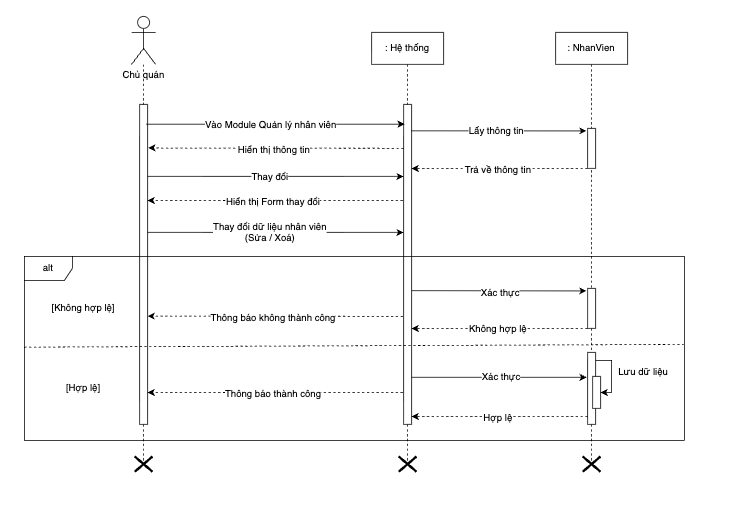 : Hệ thống
: NhanVien
Chủ quán
Vào Module Quản lý nhân viên
Lấy thông tin
Hiển thị thông tin
Trả về thông tin
Thay đổi
Hiển thị Form thay đổi
Thay đổi dữ liệu nhân viên
(Sửa / Xoá)
alt
Xác thực
[Không hợp lệ]
Thông báo không thành công
Không hợp lệ
Lưu dữ liệu
Xác thực
[Hợp lệ]
Thông báo thành công
Hợp lệ